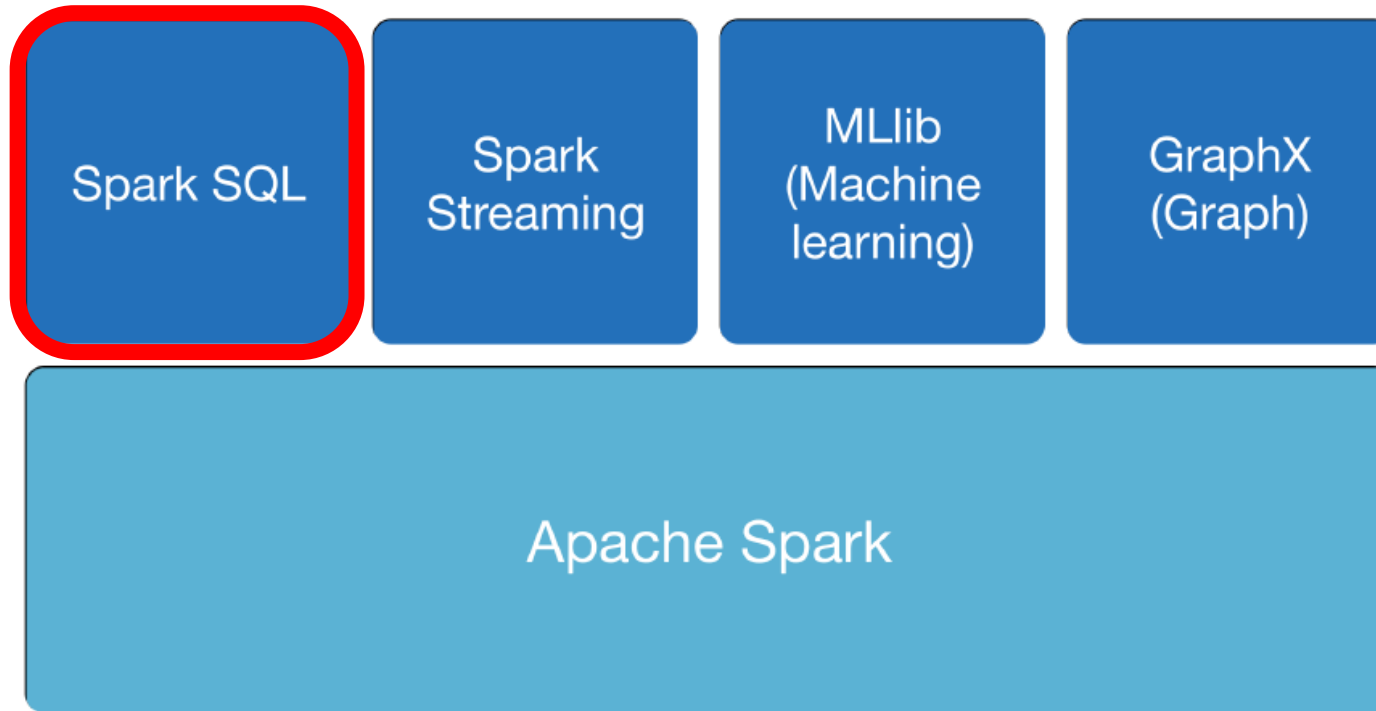 Spark SQL
Spark
Streaming
MLlib
(Machine
learning)
GraphX
(Graph)
Apache Spark